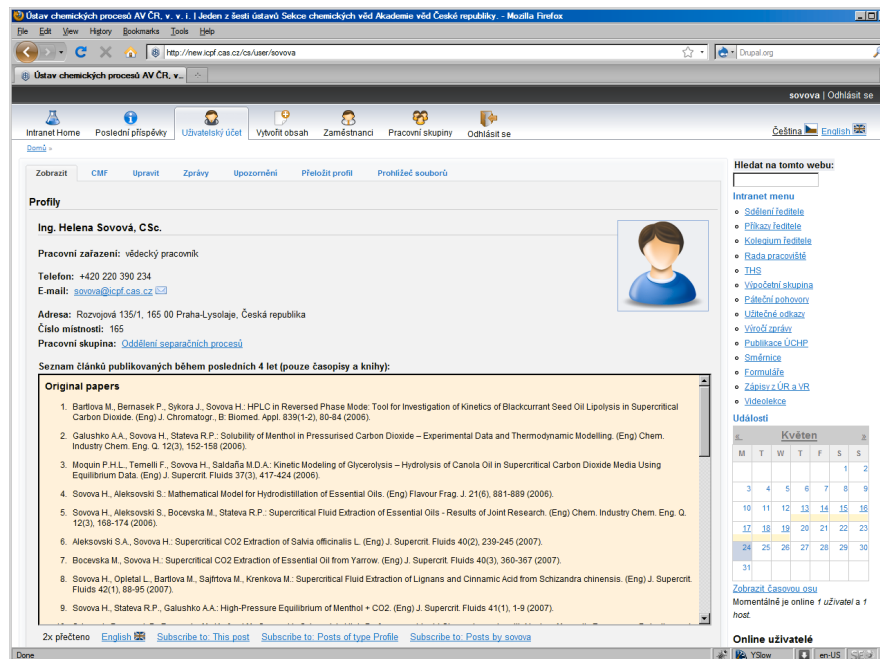 Ústav chemických procesů AV ČR, v. v. i. | Jeden z šesti ústavů Sekce chemických věd Akademie věd České republiky. - Mozilla Firefox
File Edit View History Bookmarks Tools Help
http://new.icpf.cas.cz/cs/user/sovova
Drupal.org
Ústav chemických procesů AV ČR, v...
sovova | Odhlásit se
Intranet Home Poslední příspěvky Uživatelský účet Vytvořit obsah Zaměstnanci Pracovní skupiny Odhlásit se
Čeština English
Domů »
Zobrazit CMF Upravit Zprávy Upozornění Přeložit profil Prohlížeč souborů
Profily
Ing. Helena Sovová, CSc.
Pracovní zařazení: vědecký pracovník
Telefon: +420 220 390 234
E-mail: sovova@icpf.cas.cz
Adresa: Rozvojová 135/1, 165 00 Praha-Lysolaje, Česká republika
Číslo místnosti: 165
Pracovní skupina: Oddělení separačních procesů
Seznam článků publikovaných během posledních 4 let (pouze časopisy a knihy):
Original papers
1. Bartlova M., Bernasek P., Sykora J., Sovova H.: HPLC in Reversed Phase Mode: Tool for Investigation of Kinetics of Blackcurrant Seed Oil Lipolysis in Supercritical
Carbon Dioxide. (Eng) J. Chromatogr., B: Biomed. Appl. 839(1-2), 80-84 (2006).
2. Galushko A.A., Sovova H., Stateva R.P.: Solubility of Menthol in Pressurised Carbon Dioxide – Experimental Data and Thermodynamic Modelling. (Eng) Chem.
Industry Chem. Eng. Q. 12(3), 152-158 (2006).
3. Moquin P.H.L., Temelli F., Sovova H., Saldaña M.D.A.: Kinetic Modeling of Glycerolysis – Hydrolysis of Canola Oil in Supercritical Carbon Dioxide Media Using
Equilibrium Data. (Eng) J. Supercrit. Fluids 37(3), 417-424 (2006).
4. Sovova H., Aleksovski S.: Mathematical Model for Hydrodistillation of Essential Oils. (Eng) Flavour Frag. J. 21(6), 881-889 (2006).
5. Sovova H., Aleksovski S., Bocevska M., Stateva R.P.: Supercritical Fluid Extraction of Essential Oils - Results of Joint Research. (Eng) Chem. Industry Chem. Eng. Q.
12(3), 168-174 (2006).
6. Aleksovski S.A., Sovova H.: Supercritical CO2 Extraction of Salvia officinalis L. (Eng) J. Supercrit. Fluids 40(2), 239-245 (2007).
7. Bocevska M., Sovova H.: Supercritical CO2 Extraction of Essential Oil from Yarrow. (Eng) J. Supercrit. Fluids 40(3), 360-367 (2007).
8. Sovova H., Opletal L., Bartlova M., Sajfrtova M., Krenkova M.: Supercritical Fluid Extraction of Lignans and Cinnamic Acid from Schizandra chinensis. (Eng) J. Supercrit.
Fluids 42(1), 88-95 (2007).
9. Sovova H., Stateva R.P., Galushko A.A.: High-Pressure Equilibrium of Menthol + CO2. (Eng) J. Supercrit. Fluids 41(1), 1-9 (2007).
2x přečteno English Subscribe to: This post Subscribe to: Posts of type Profile Subscribe to: Posts by sovova
Hledat na tomto webu:
Intranet menu
Sdělení ředitele
Příkazy ředitele
Kolegium ředitele
Rada pracoviště
THS
Výpočetní skupina
Páteční pohovory
Užitečné odkazy
Výročí zprávy
Publikace ÚCHP
Směrnice
Formuláře
Zápisy z ÚR a VR
Videolekce
Události
« Květen »
M T W T F S S
1 2
3 4 5 6 7 8 9
10 11 12 13 14 15 16
17 18 19 20 21 22 23
24 25 26 27 28 29 30
31
Zobrazit časovou osu
Momentálně je online 1 uživatel a 1
host.
Online uživatelé
Done YSlow en-US